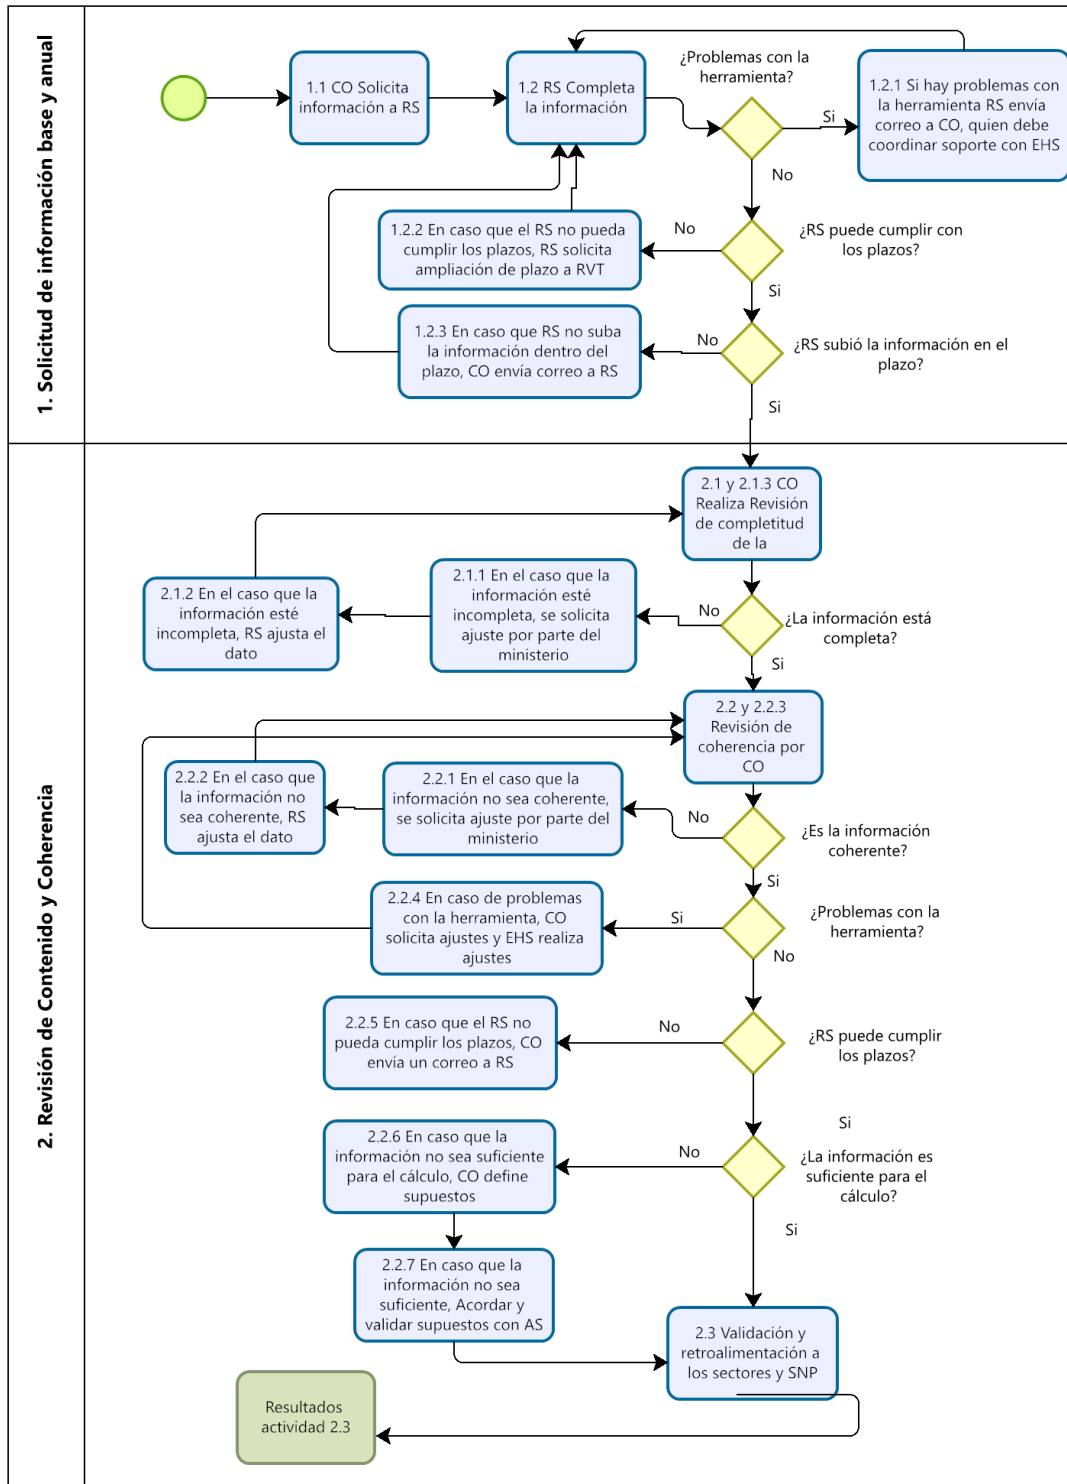 1. Solicitud de información base y anual
1.1 CO Solicita
información a RS
1.2 RS Completa
la información
¿Problemas con la
herramienta?
Si
1.2.1 Si hay problemas con
la herramienta RS envía
correo a CO, quien debe
coordinar soporte con EHS
No
1.2.2 En caso que el RS no pueda
cumplir los plazos, RS solicita
ampliación de plazo a RVT
No
¿RS puede cumplir con
los plazos?
Si
1.2.3 En caso que RS no suba
la información dentro del
plazo, CO envía correo a RS
No
¿RS subió la información en el
plazo?
Si
2. Revisión de Contenido y Coherencia
2.1 y 2.1.3 CO
Realiza Revisión
de completitud
de la
2.1.2 En el caso que la
información esté
incompleta, RS ajusta el
dato
2.1.1 En el caso que la
información esté
incompleta, se solicita
ajuste por parte del
ministerio
No
¿La información está
completa?
Si
2.2 y 2.2.3
Revisión de
coherencia por
CO
2.2.2 En el caso que
la información no
sea coherente, RS
ajusta el dato
2.2.1 En el caso que la
información no sea coherente,
se solicita ajuste por parte del
ministerio
No
¿Es la información
coherente?
Si
2.2.4 En caso de problemas
con la herramienta, CO
solicita ajustes y EHS realiza
ajustes
Si
¿Problemas con la
herramienta?
No
2.2.5 En caso que el RS no
pueda cumplir los plazos, CO
envía un correo a RS
No
¿RS puede cumplir
los plazos?
Si
2.2.6 En caso que la
información no sea suficiente
para el cálculo, CO define
supuestos
No
¿La información es
suficiente para el
cálculo?
Si
2.2.7 En caso que la
información no sea
suficiente, Acordar y
validar supuestos con AS
2.3 Validación y
retroalimentación a
los sectores y SNP
Resultados
actividad 2.3